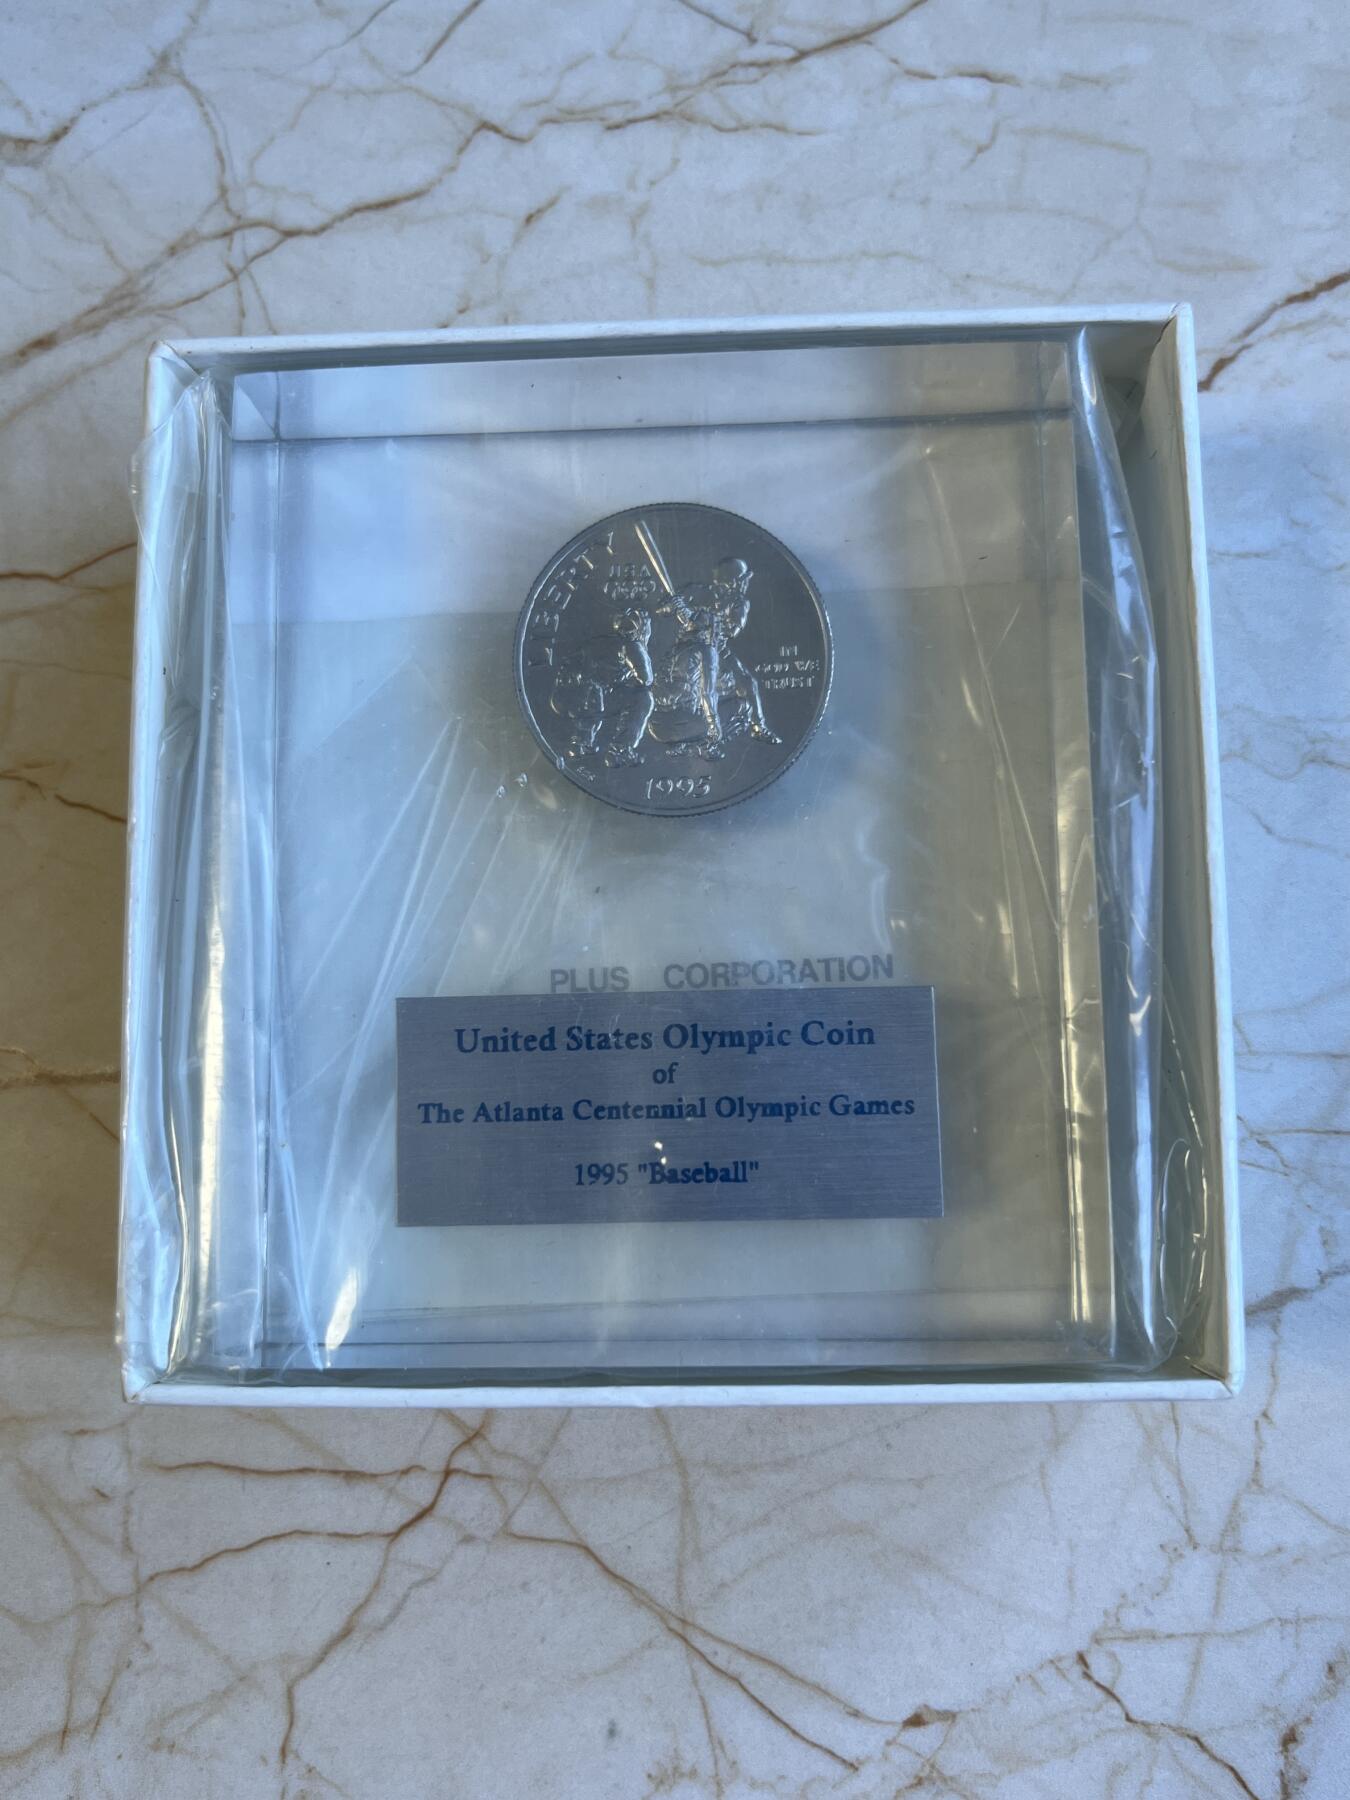 LIBERTY
USA
IN
GOD WE
TRUST
1995
PLUS CORPORATION
United States Olympic Coin
of
The Atlanta Centennial Olympic Games
1995 "Baseball"